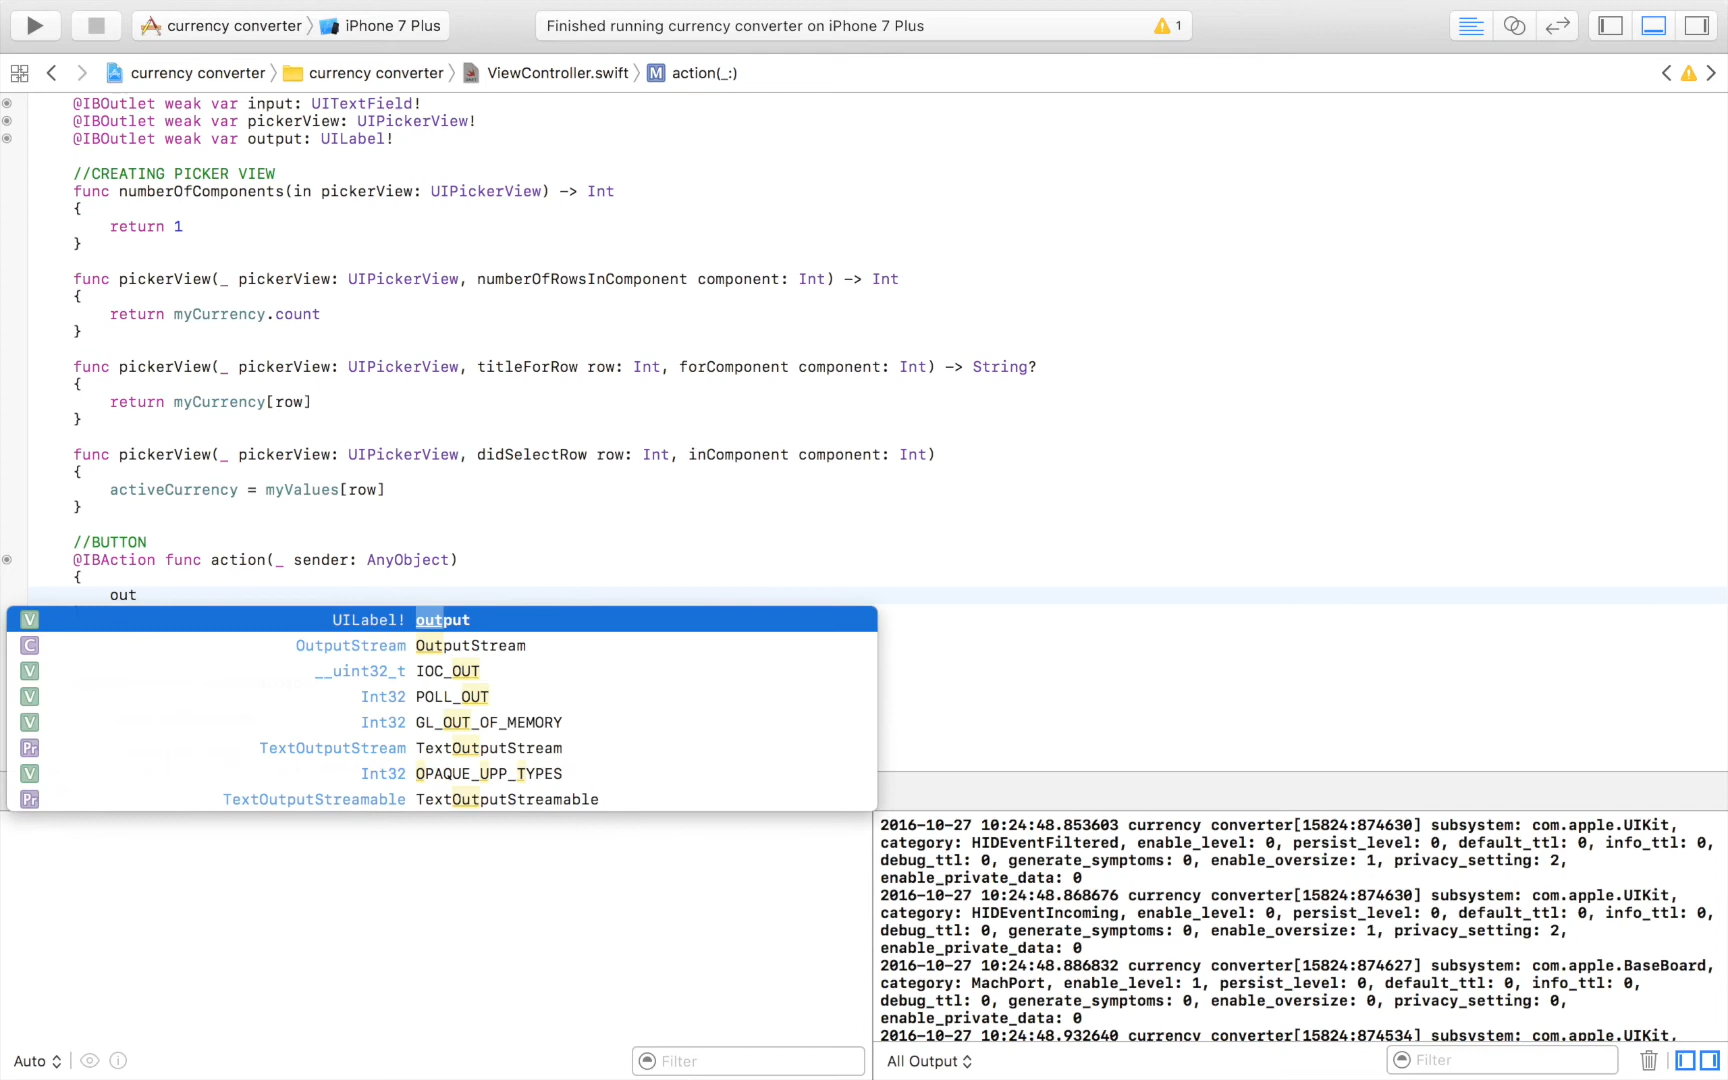 currency converter iPhone 7 Plus Finished running currency converter on iPhone 7 Plus 1
currency converter currency converter ViewController.swift M action(_:)
@IBOutlet weak var input: UITextField!
@IBOutlet weak var pickerView: UIPickerView!
@IBOutlet weak var output: UILabel!
//CREATING PICKER VIEW
func numberOfComponents(in pickerView: UIPickerView) -> Int
{
return 1
}
func pickerView(_ pickerView: UIPickerView, numberOfRowsInComponent component: Int) -> Int
{
return myCurrency.count
}
func pickerView(_ pickerView: UIPickerView, titleForRow row: Int, forComponent component: Int) -> String?
{
return myCurrency[row]
}
func pickerView(_ pickerView: UIPickerView, didSelectRow row: Int, inComponent component: Int)
{
activeCurrency = myValues[row]
}
//BUTTON
@IBAction func action(_ sender: AnyObject)
{
out
V UILabel! output
C OutputStream OutputStream
V __uint32_t IOC_OUT
V Int32 POLL_OUT
V Int32 GL_OUT_OF_MEMORY
Pr TextOutputStream TextOutputStream
V Int32 OPAQUE_UPP_TYPES
Pr TextOutputStreamable TextOutputStreamable
2016-10-27 10:24:48.853603 currency converter[15824:874630] subsystem: com.apple.UIKit,
category: HIDEventFiltered, enable_level: 0, persist_level: 0, default_ttl: 0, info_ttl: 0,
debug_ttl: 0, generate_symptoms: 0, enable_oversize: 1, privacy_setting: 2,
enable_private_data: 0
2016-10-27 10:24:48.868676 currency converter[15824:874630] subsystem: com.apple.UIKit,
category: HIDEventIncoming, enable_level: 0, persist_level: 0, default_ttl: 0, info_ttl: 0,
debug_ttl: 0, generate_symptoms: 0, enable_oversize: 1, privacy_setting: 2,
enable_private_data: 0
2016-10-27 10:24:48.886832 currency converter[15824:874627] subsystem: com.apple.BaseBoard,
category: MachPort, enable_level: 1, persist_level: 0, default_ttl: 0, info_ttl: 0,
debug_ttl: 0, generate_symptoms: 0, enable_oversize: 0, privacy_setting: 0,
enable_private_data: 0
2016-10-27 10:24:48.932640 currency converter[15824:874534] subsystem: com.apple.UIKit,
Auto Filter All Output Filter